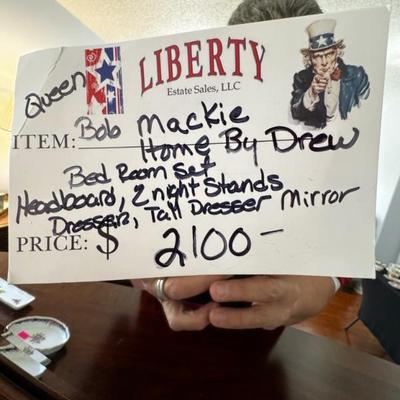 Queen
LIBERTY
Estate Sales, LLC
ITEM: Bob Mackie
Home By Drew
Bed Room Set
Headboard, 2 night Stands
Dresser, Tall Dresser Mirror
PRICE: $ 2100-